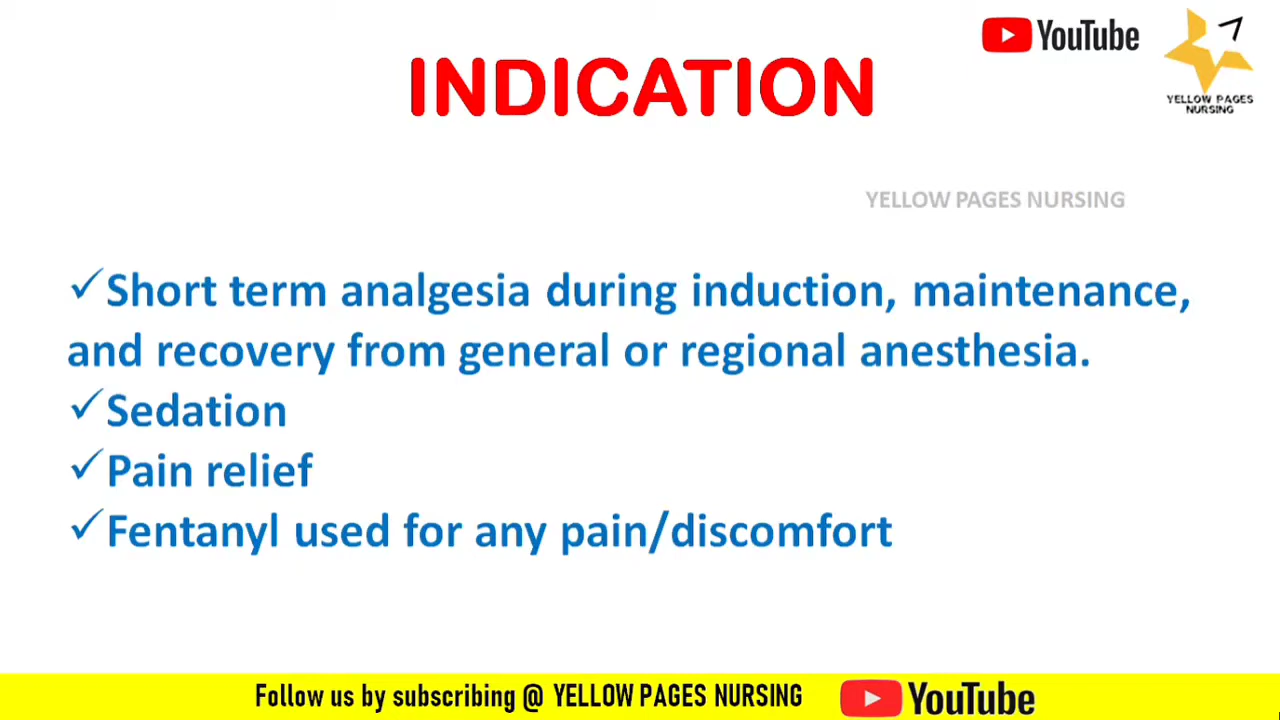 YouTube
INDICATION
YELLOW PAGES
NURSING
YELLOW PAGES NURSING
✓Short term analgesia during induction, maintenance,
and recovery from general or regional anesthesia.
✓Sedation
✓Pain relief
✓Fentanyl used for any pain/discomfort
Follow us by subscribing @ YELLOW PAGES NURSING YouTube